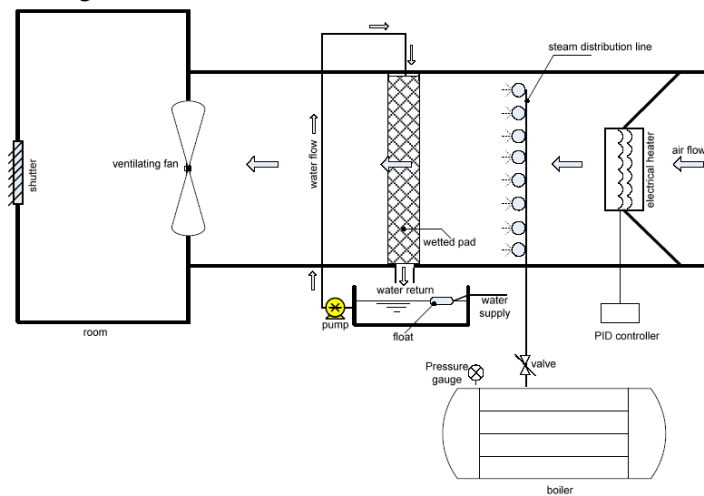 steam distribution line
ventilating fan
water flow
electrical heater
air flow
shutter
wetted pad
water return
water
supply
pump
float
room
PID controller
Pressure
gauge
valve
boiler